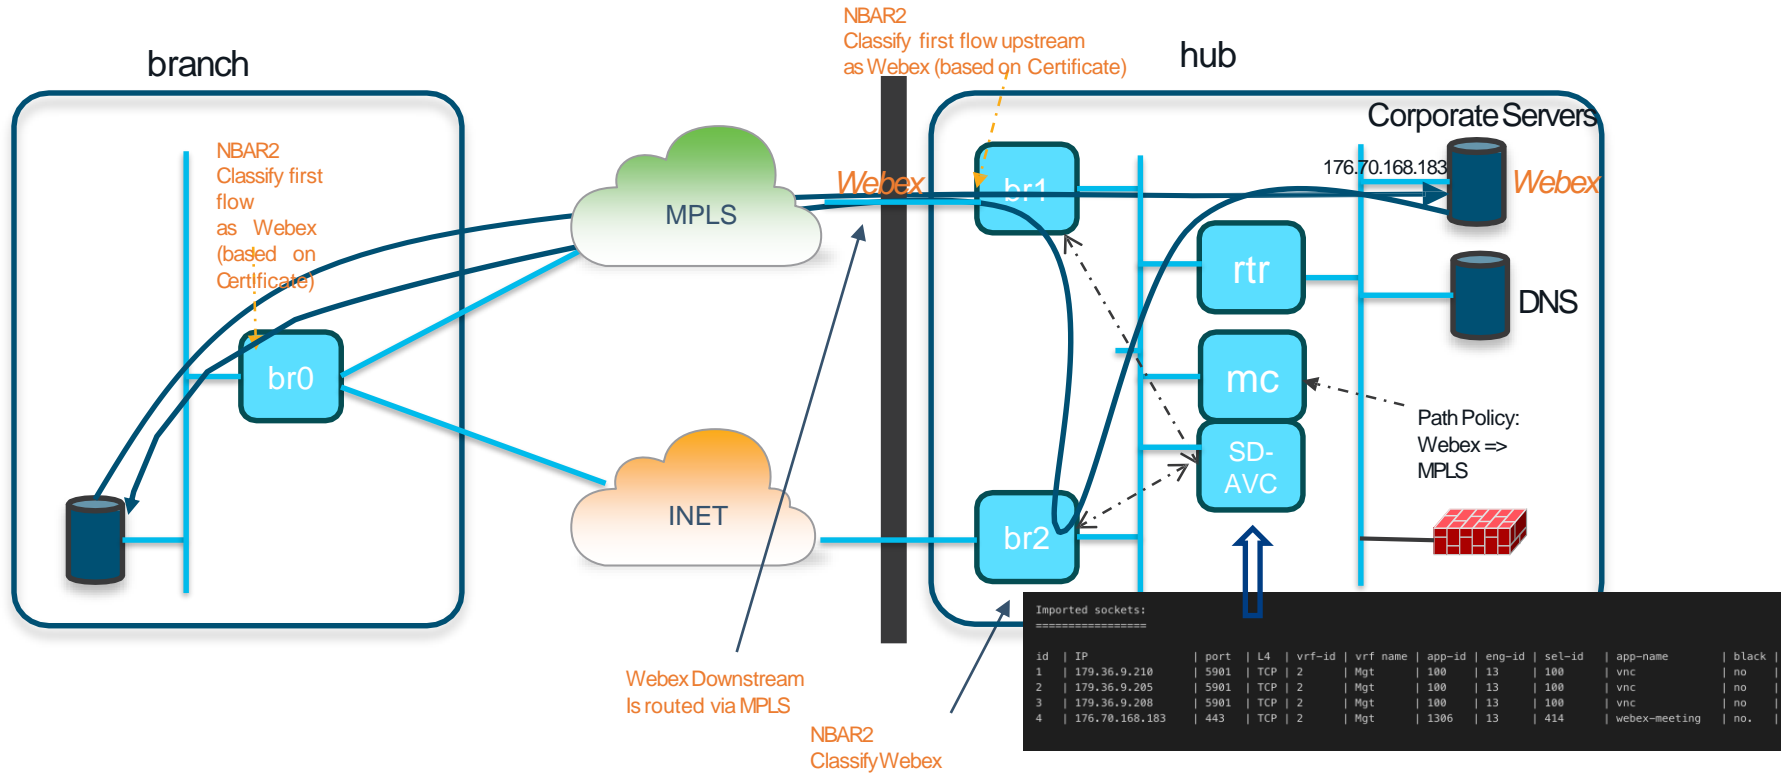 NBAR2
Classify first flow upstream
as Webex (based on Certificate)
branch
hub
Corporate Servers
NBAR2
Classify first
flow
as Webex
(based on
Certificate)
MPLS
Webex
br1
176.70.168.183
Webex
rtr
DNS
br0
mc
Path Policy:
Webex =>
MPLS
SD-
AVC
INET
br2
Webex Downstream
Is routed via MPLS
NBAR2
Classify Webex
Imported sockets:
=================
id | IP | port | L4 | vrf-id | vrf name | app-id | eng-id | sel-id | app-name | black |
1 | 179.36.9.210 | 5901 | TCP | 2 | Mgt | 100 | 13 | 100 | vnc | no |
2 | 179.36.9.205 | 5901 | TCP | 2 | Mgt | 100 | 13 | 100 | vnc | no |
3 | 179.36.9.208 | 5901 | TCP | 2 | Mgt | 100 | 13 | 100 | vnc | no |
4 | 176.70.168.183 | 443 | TCP | 2 | Mgt | 1306 | 13 | 414 | webex-meeting | no. |